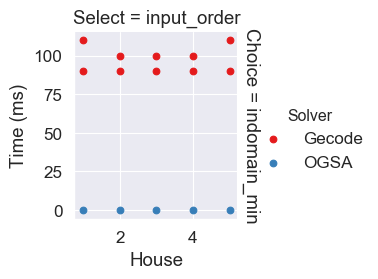 Select = input_order
Choice = indomain_min
Time (ms)
100
75
50
25
0
2 4
House
Solver
Gecode
OGSA